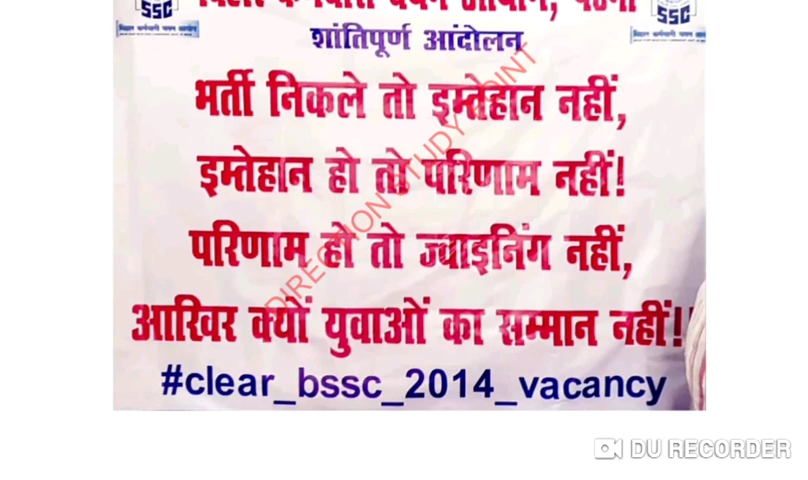 SSC
SSC
शांतिपूर्ण आंदोलन
भर्ती निकले तो इम्तेहान नहीं,
इम्तेहान हो तो परिणाम नहीं!
परिणाम हो तो ज्वाइनिंग नहीं,
आखिर क्यों युवाओं का सम्मान नहीं!!
#clear_bssc_2014_vacancy
DIRECTION STUDY POINT
DU RECORDER